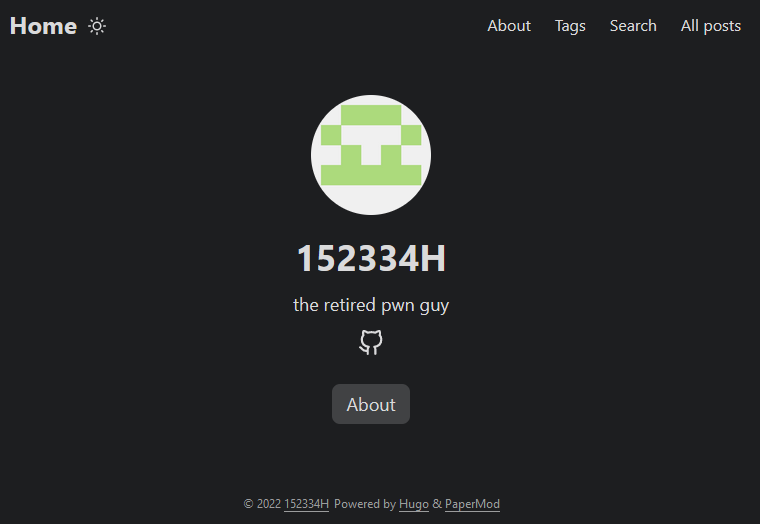 Home About Tags Search All posts
152334H
the retired pwn guy
About
© 2022 152334H Powered by Hugo & PaperMod